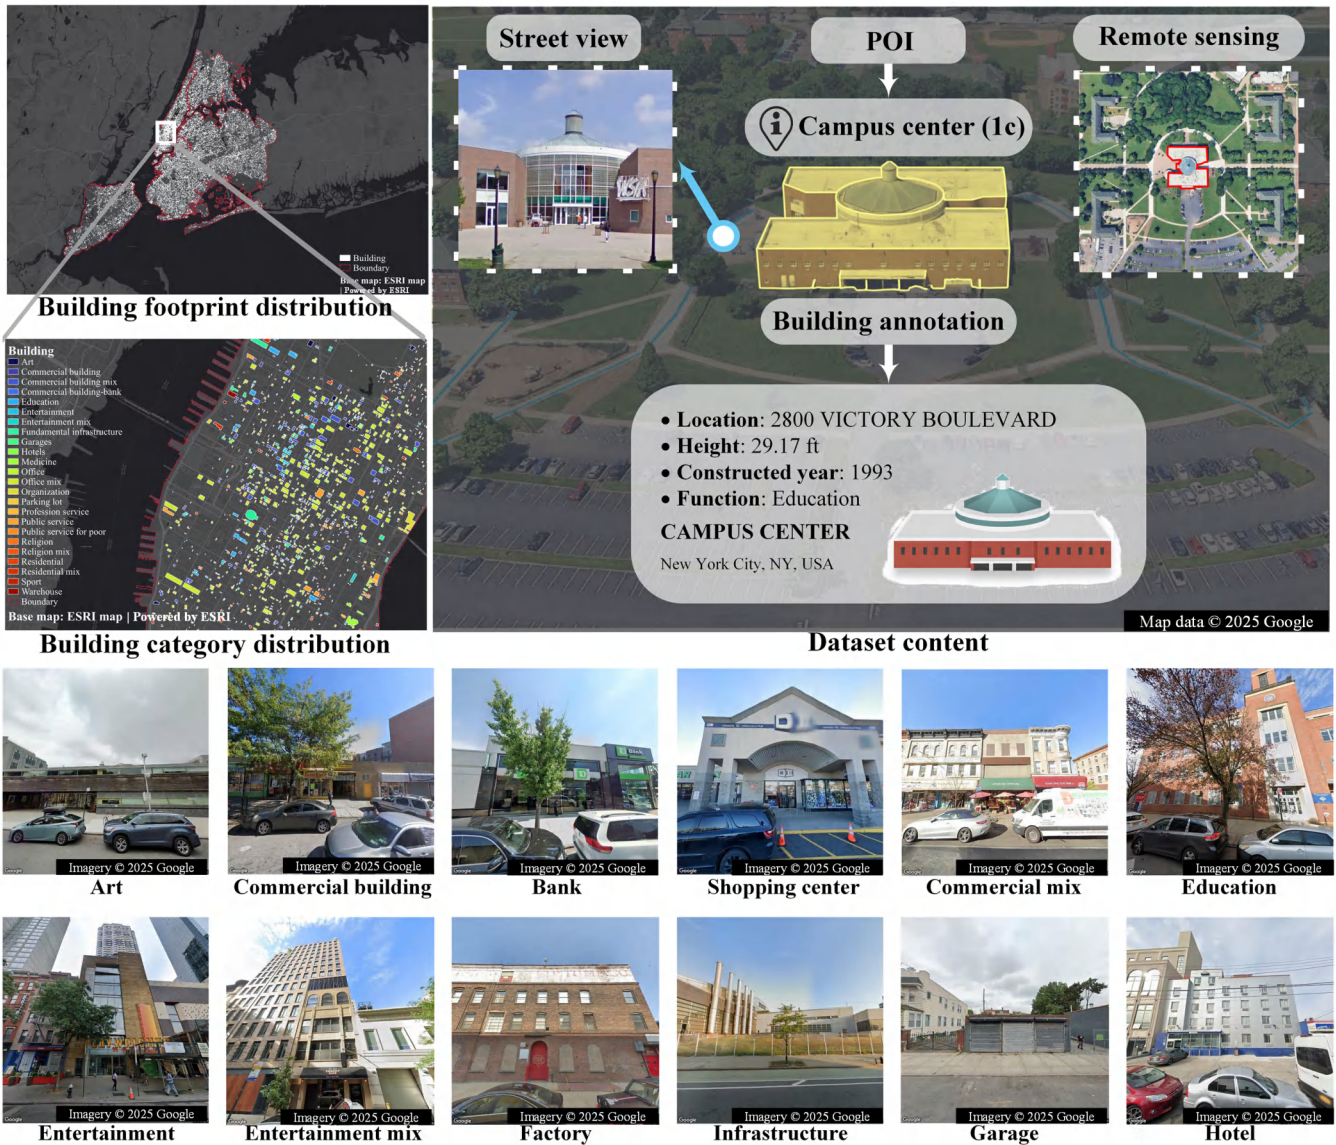 Building
Boundary
Base map: ESRI map
| Powered by ESRI
Building footprint distribution
Building
Art
Commercial building
Commercial building mix
Commercial building-bank
Education
Entertainment
Entertainment mix
Fundamental infrastructure
Garages
Hotels
Medicine
Office
Office mix
Organization
Parking lot
Profession service
Public service
Public service for poor
Religion
Religion mix
Residential
Residential mix
Sport
Warehouse
Boundary
Base map: ESRI map | Powered by ESRI
Building category distribution
Street view
POI
Remote sensing
Campus center (1c)
Building annotation
• Location: 2800 VICTORY BOULEVARD
• Height: 29.17 ft
• Constructed year: 1993
• Function: Education
CAMPUS CENTER
New York City, NY, USA
Map data © 2025 Google
Dataset content
Bank
Imagery © 2025 Google
Imagery © 2025 Google
Imagery © 2025 Google
Imagery © 2025 Google
Imagery © 2025 Google
Imagery © 2025 Google
Art
Commercial building
Bank
Shopping center
Commercial mix
Education
Imagery © 2025 Google
Imagery © 2025 Google
Imagery © 2025 Google
Imagery © 2025 Google
Imagery © 2025 Google
Imagery © 2025 Google
Entertainment
Entertainment mix
Factory
Infrastructure
Garage
Hotel